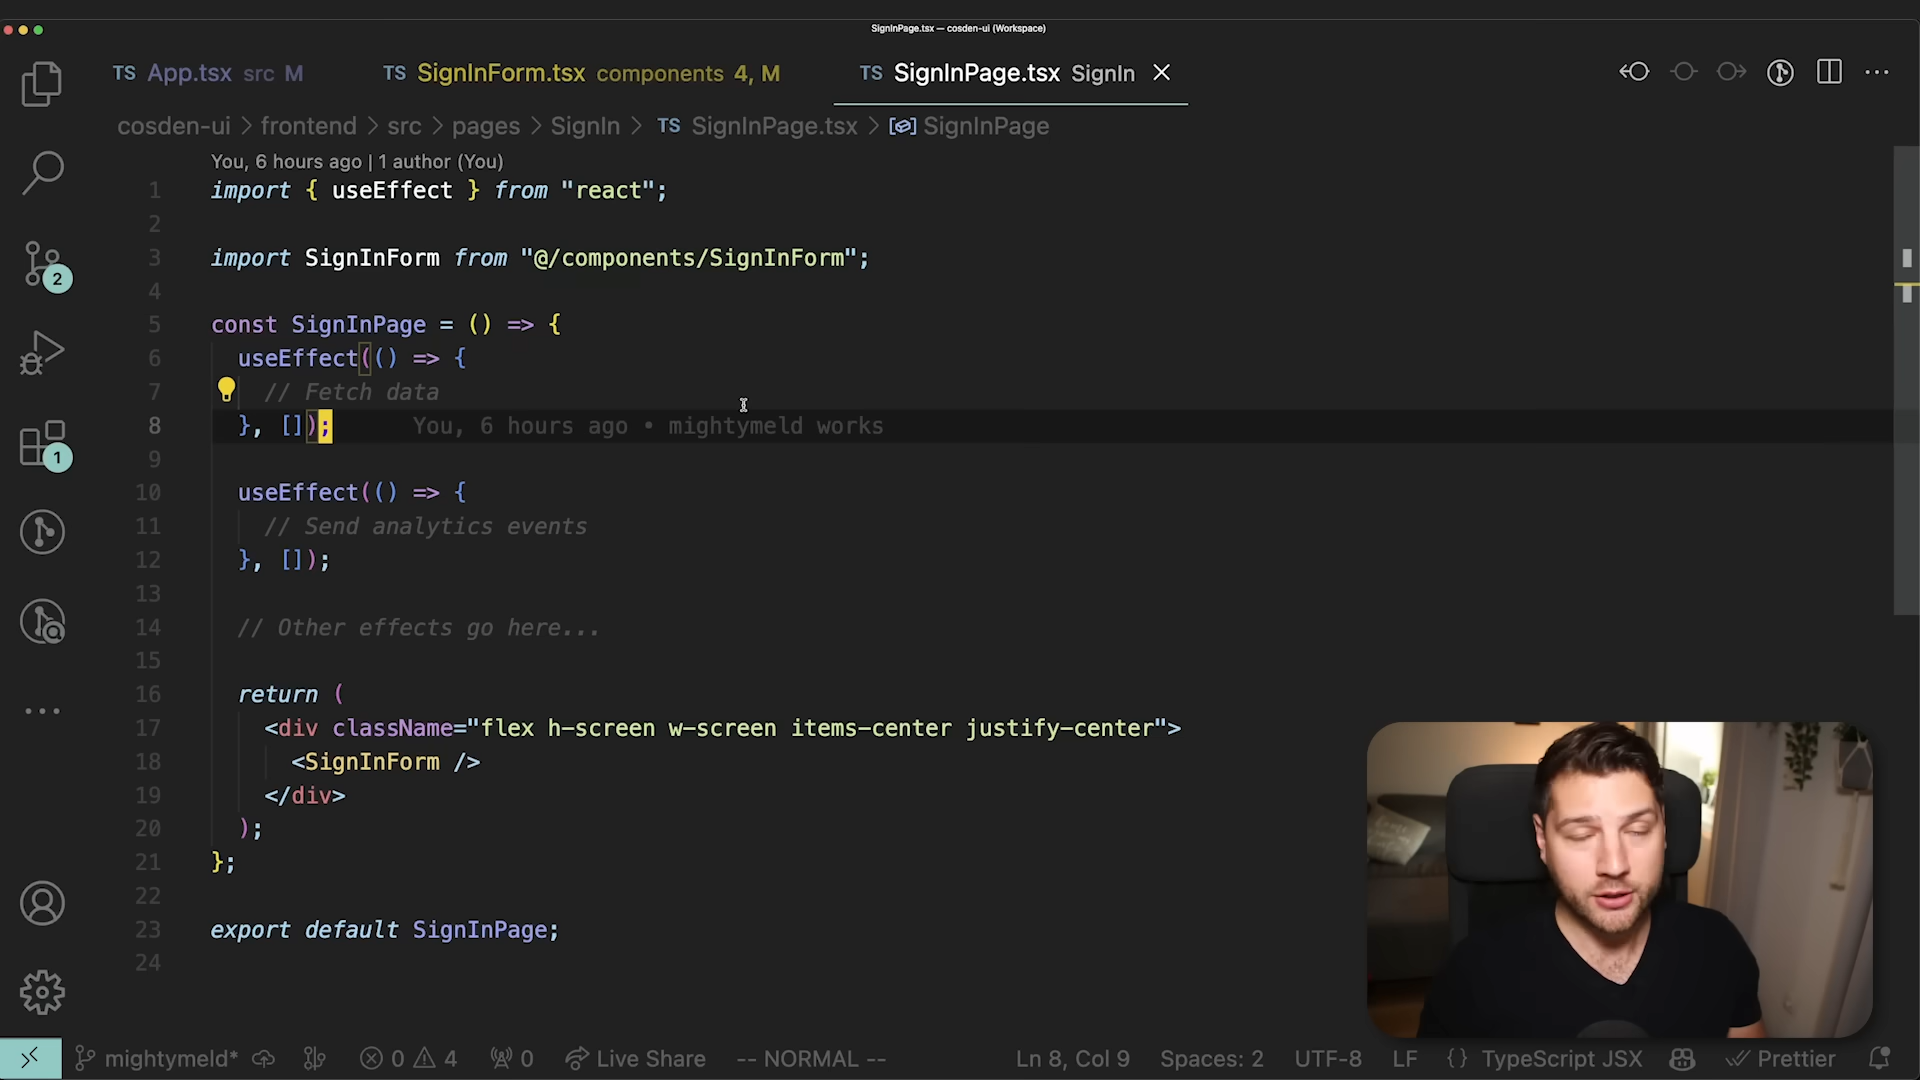 SignInPage.tsx — cosden-ui (Workspace)
TS App.tsx src M
TS SignInForm.tsx components 4, M
TS SignInPage.tsx SignIn
cosden-ui > frontend > src > pages > SignIn > TS SignInPage.tsx > SignInPage
You, 6 hours ago | 1 author (You)
1 import { useEffect } from "react";
2
3 import SignInForm from "@/components/SignInForm";
4
5 const SignInPage = () => {
6 useEffect(() => {
7 // Fetch data
8 }, []); You, 6 hours ago • mightymeld works
9
10 useEffect(() => {
11 // Send analytics events
12 }, []);
13
14 // Other effects go here...
15
16 return (
17 <div className="flex h-screen w-screen items-center justify-center">
18 <SignInForm />
19 </div>
20 );
21 };
22
23 export default SignInPage;
24
2
1
mightymeld* 0 4 0 Live Share -- NORMAL -- Ln 8, Col 9 Spaces: 2 UTF-8 LF {} TypeScript JSX Prettier